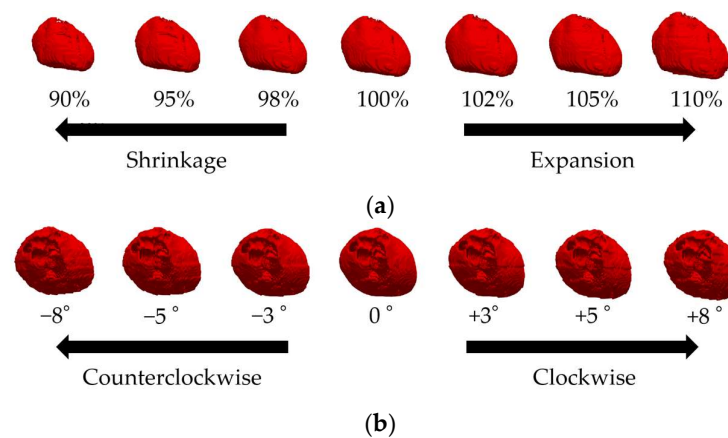 90% 95% 98% 100% 102% 105% 110%
Shrinkage Expansion
(a)
−8° −5 ° −3 ° 0 ° +3° +5 ° +8°
Counterclockwise Clockwise
(b)